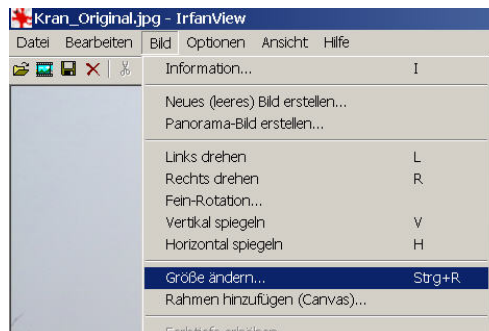 Kran_Original.jpg - IrfanView
Datei Bearbeiten Bild Optionen Ansicht Hilfe
Information... I
Neues (leeres) Bild erstellen...
Panorama-Bild erstellen...
Links drehen L
Rechts drehen R
Fein-Rotation...
Vertikal spiegeln V
Horizontal spiegeln H
Größe ändern... Strg+R
Rahmen hinzufügen (Canvas)...